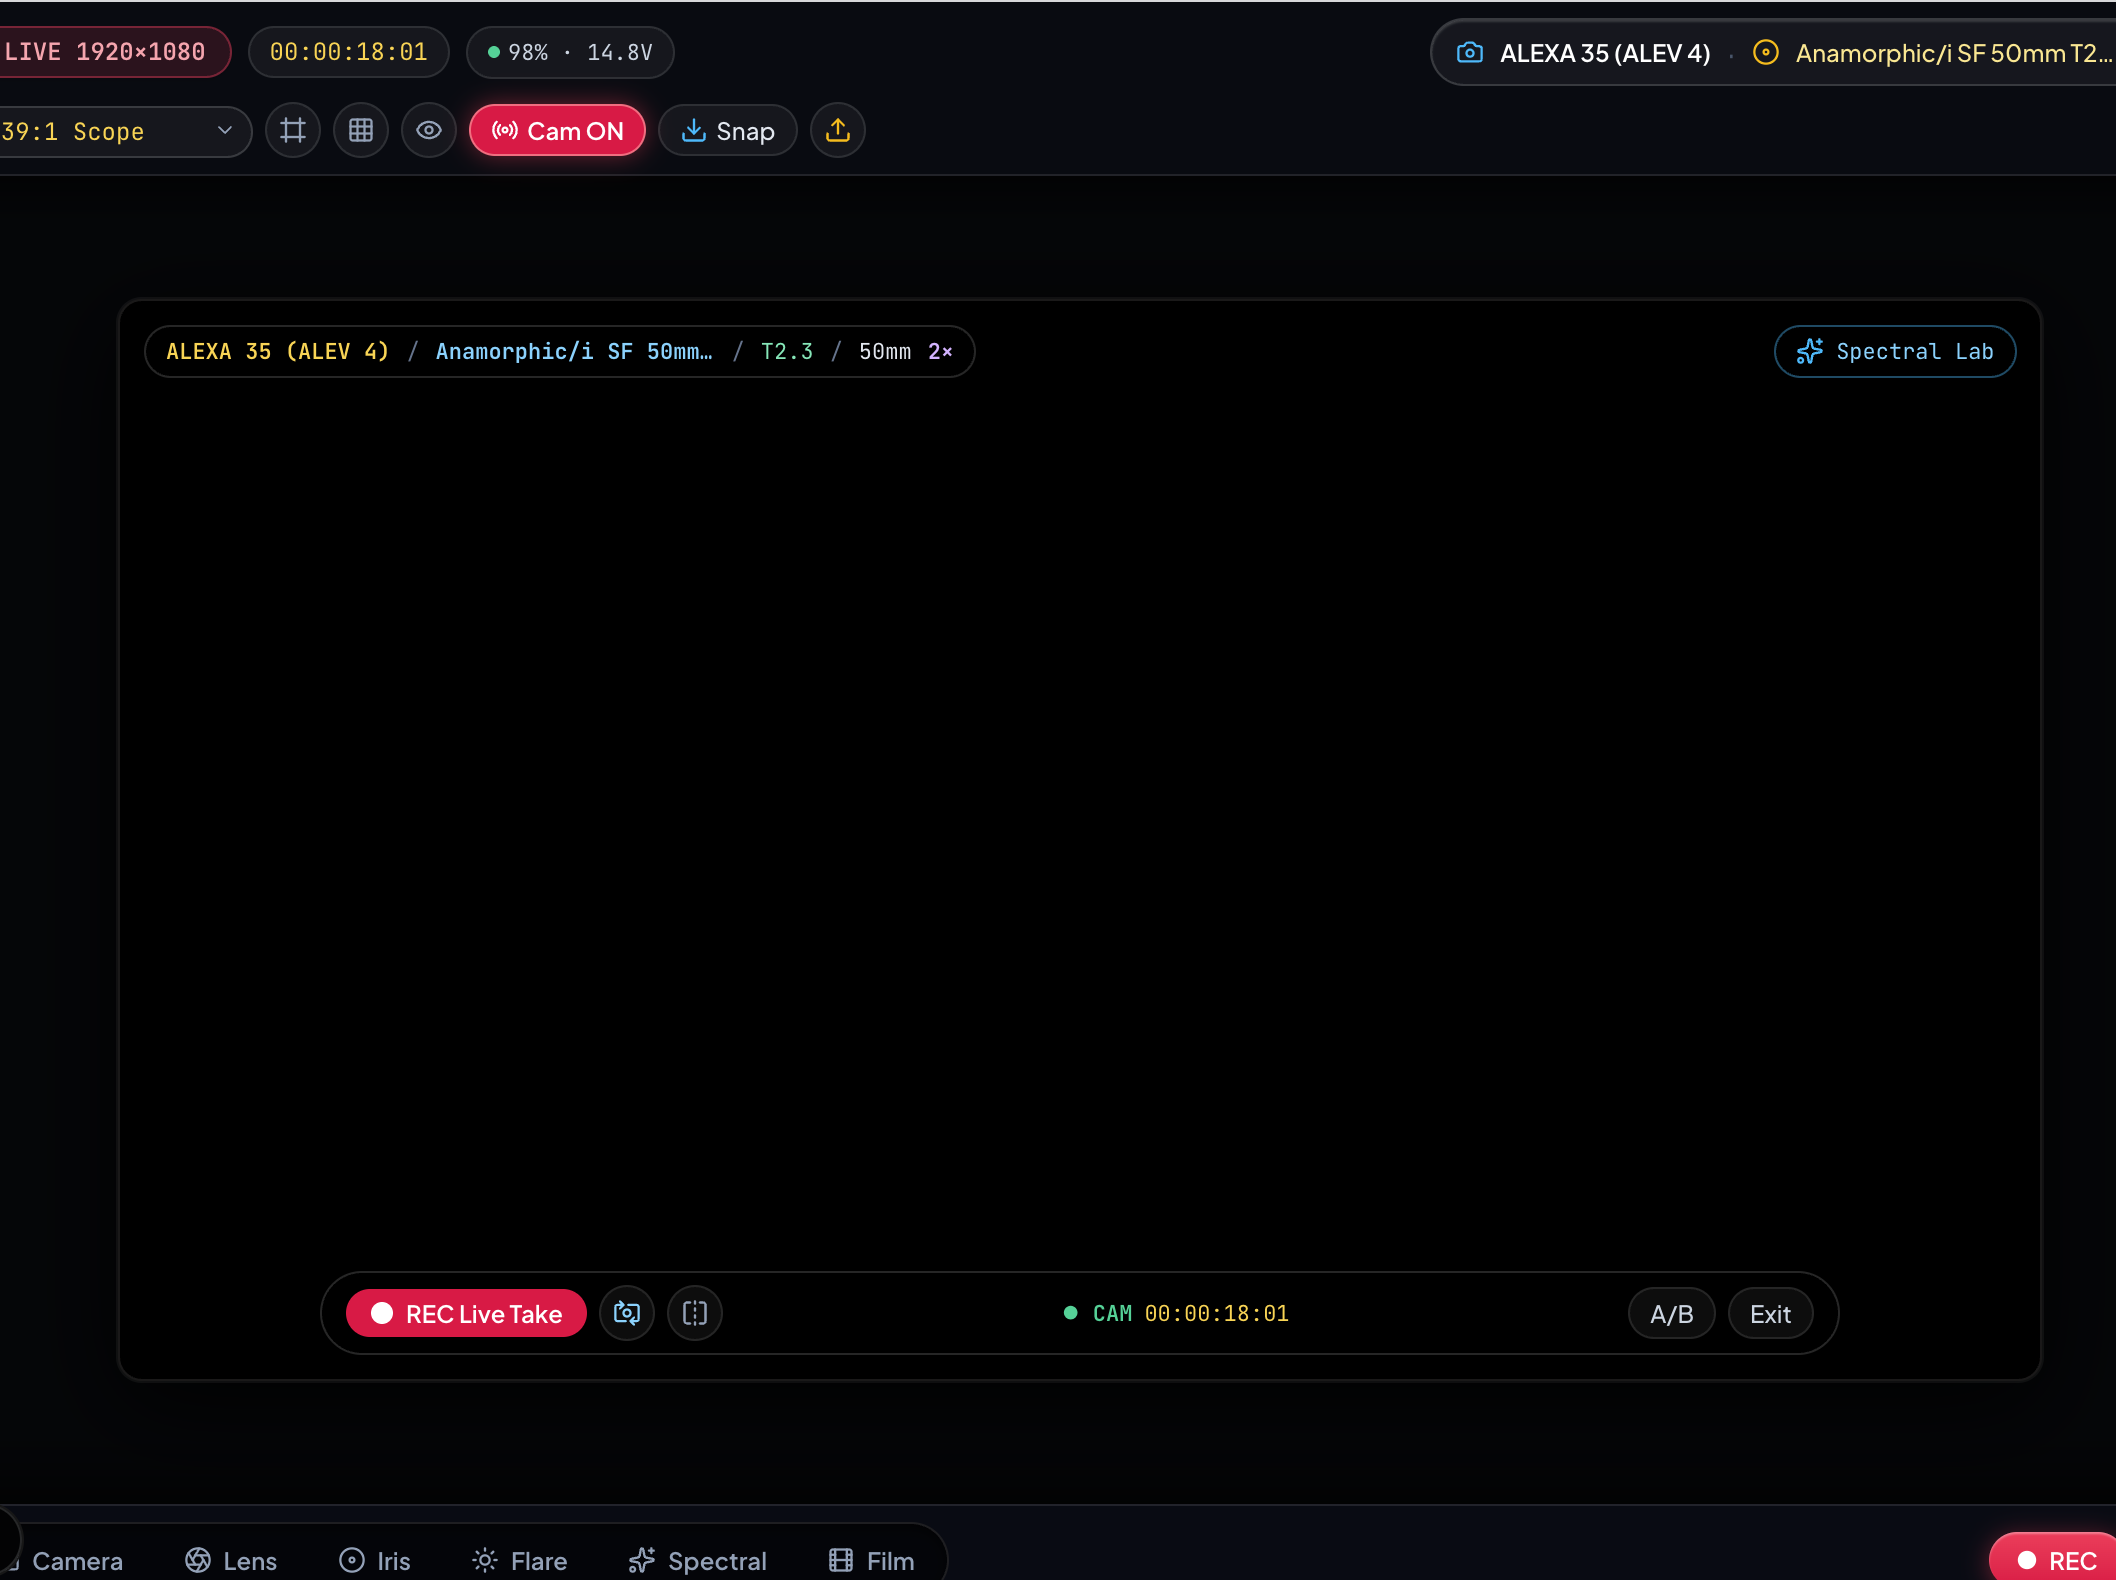 LIVE 1920×1080 00:00:18:01 98% · 14.8V ALEXA 35 (ALEV 4) · Anamorphic/i SF 50mm T2...
39:1 Scope Cam ON Snap
ALEXA 35 (ALEV 4) / Anamorphic/i SF 50mm… / T2.3 / 50mm 2× Spectral Lab
REC Live Take CAM 00:00:18:01 A/B Exit
Camera Lens Iris Flare Spectral Film REC